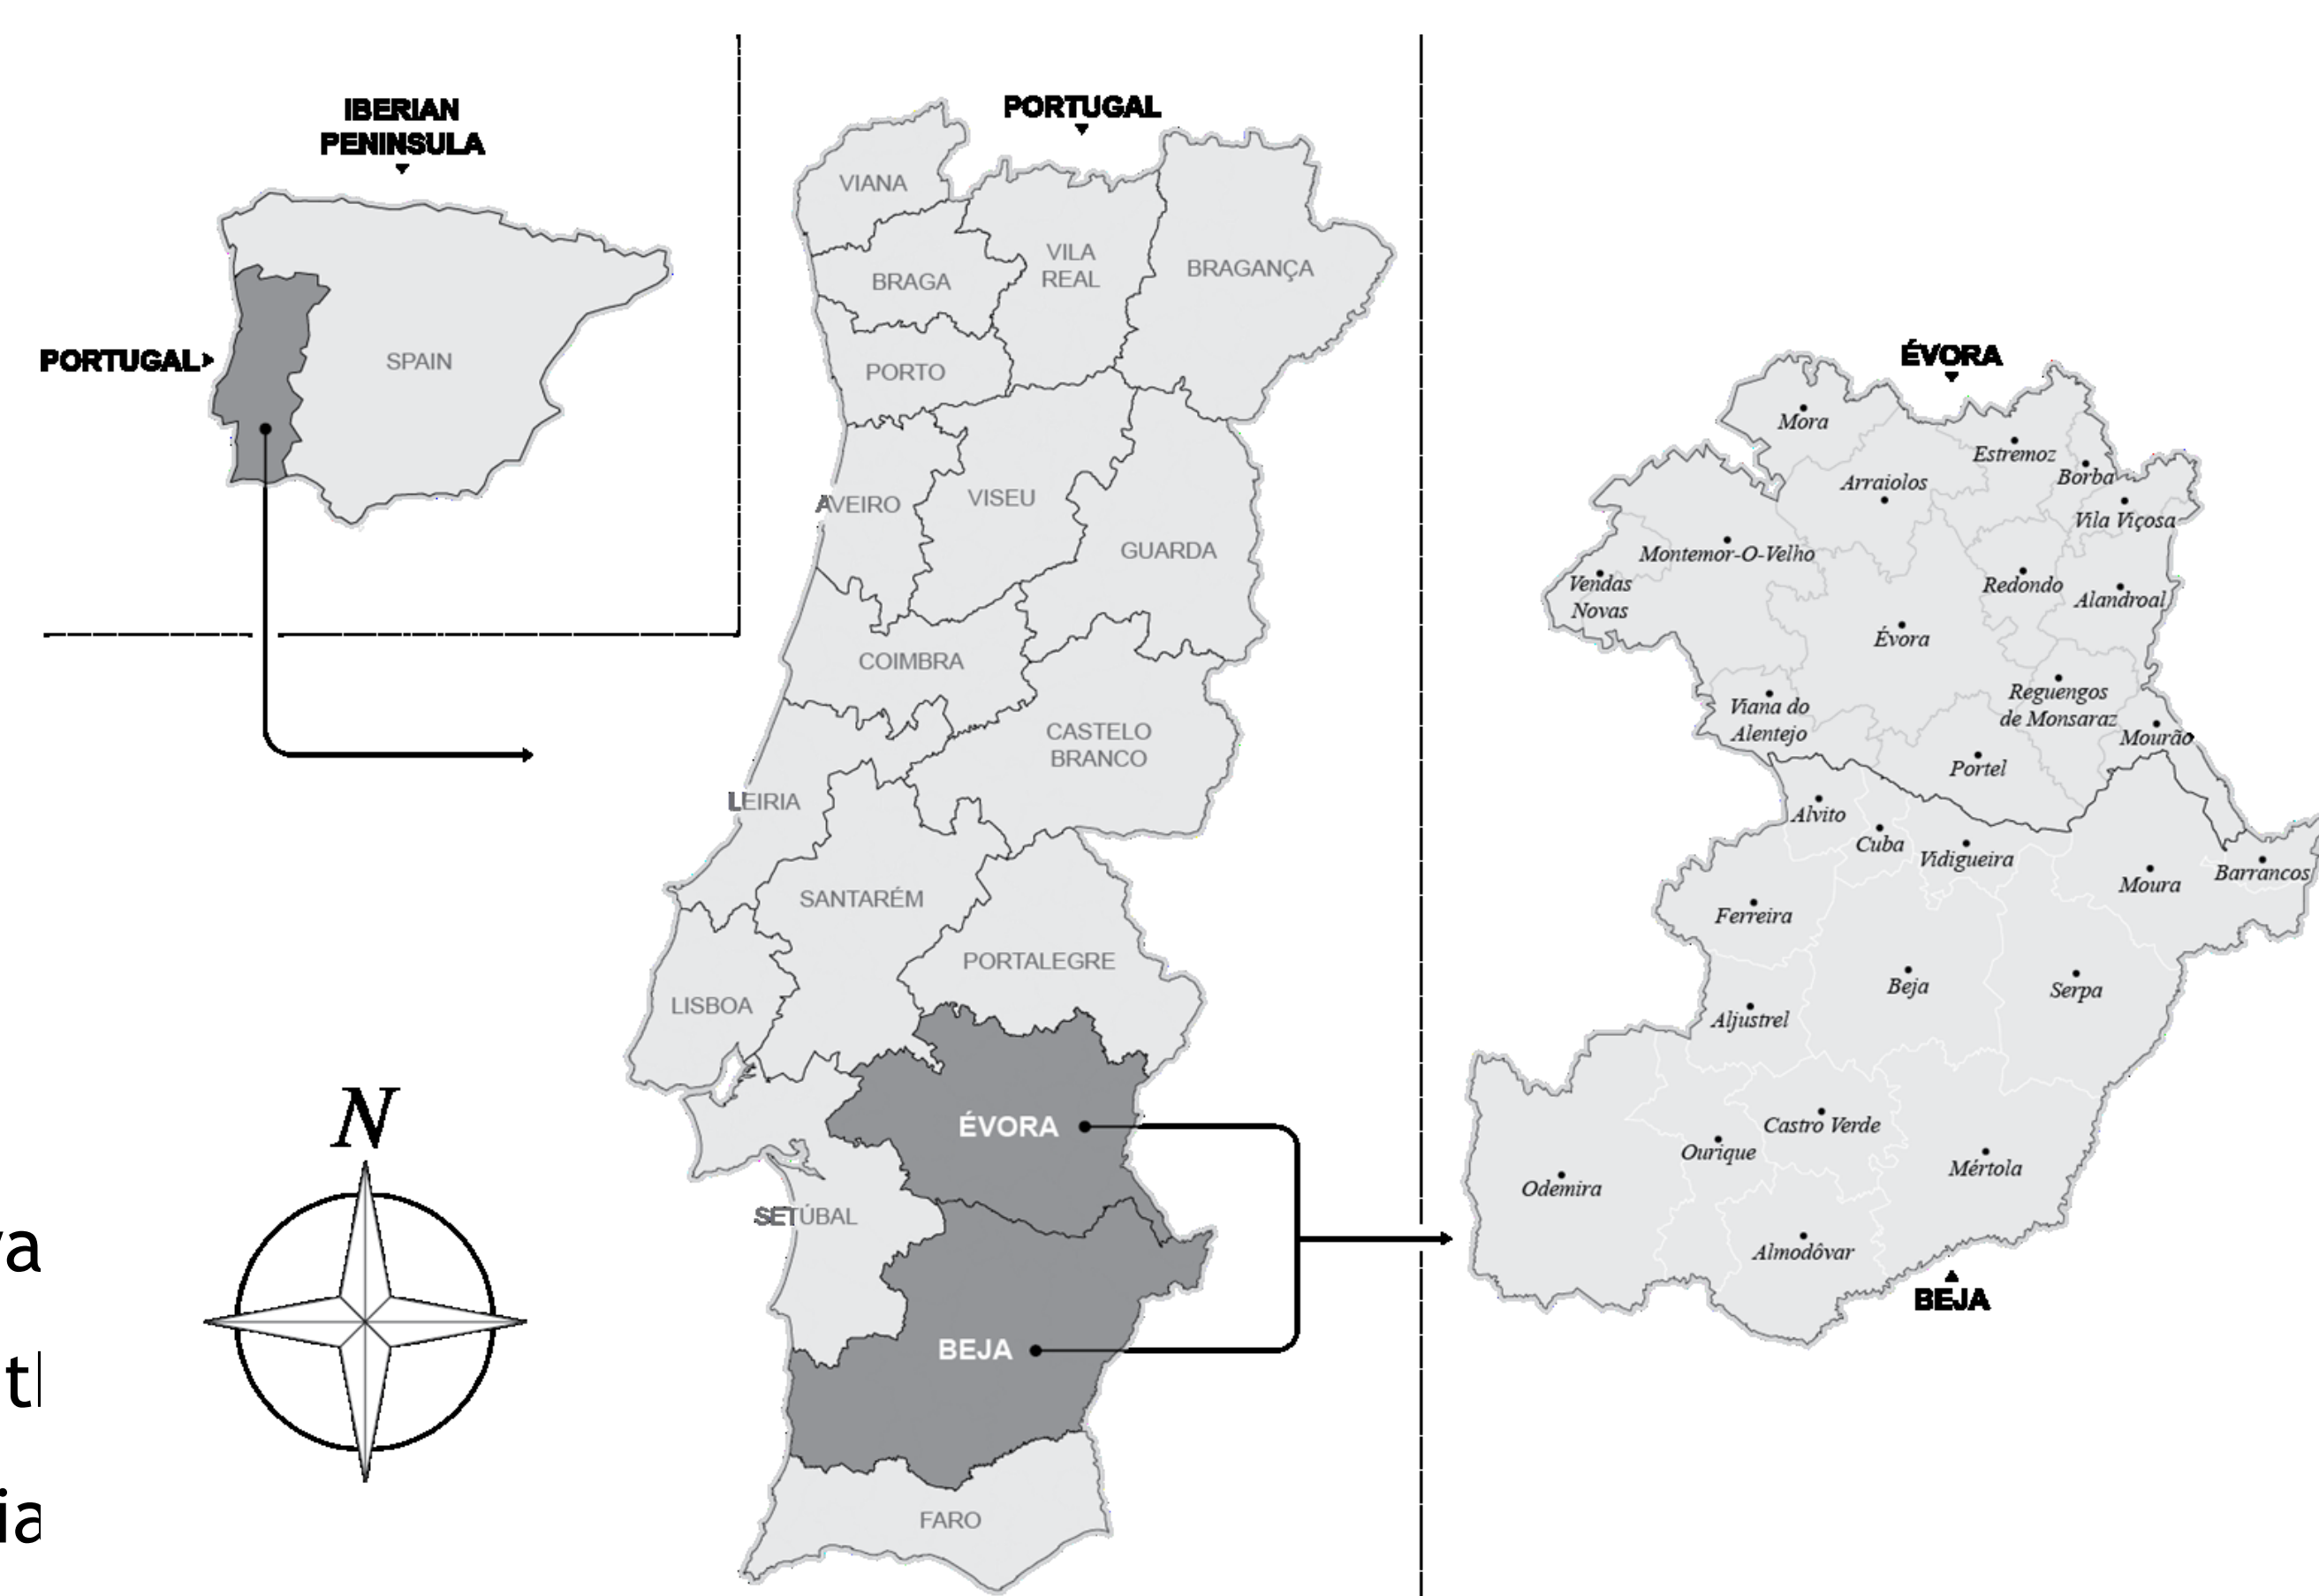 IBERIAN
PENINSULA
PORTUGAL
SPAIN
N
va
tl
ia
PORTUGAL
VIANA
BRAGA
VILA
REAL
BRAGANÇA
PORTO
AVEIRO
VISEU
GUARDA
COIMBRA
CASTELO
BRANCO
LEIRIA
SANTARÉM
PORTALEGRE
LISBOA
ÉVORA
SETÚBAL
BEJA
FARO
ÉVORA
Mora
Estremoz
Borba
Arraiolos
Vila Viçosa
Montemor-O-Velho
Vendas
Novas
Redondo
Alandroal
Évora
Reguengos
de Monsaraz
Viana do
Alentejo
Mourão
Portel
Alvito
Cuba
Vidigueira
Moura
Barrancos
Ferreira
Beja
Serpa
Aljustrel
Castro Verde
Ourique
Mértola
Odemira
Almodôvar
BEJA